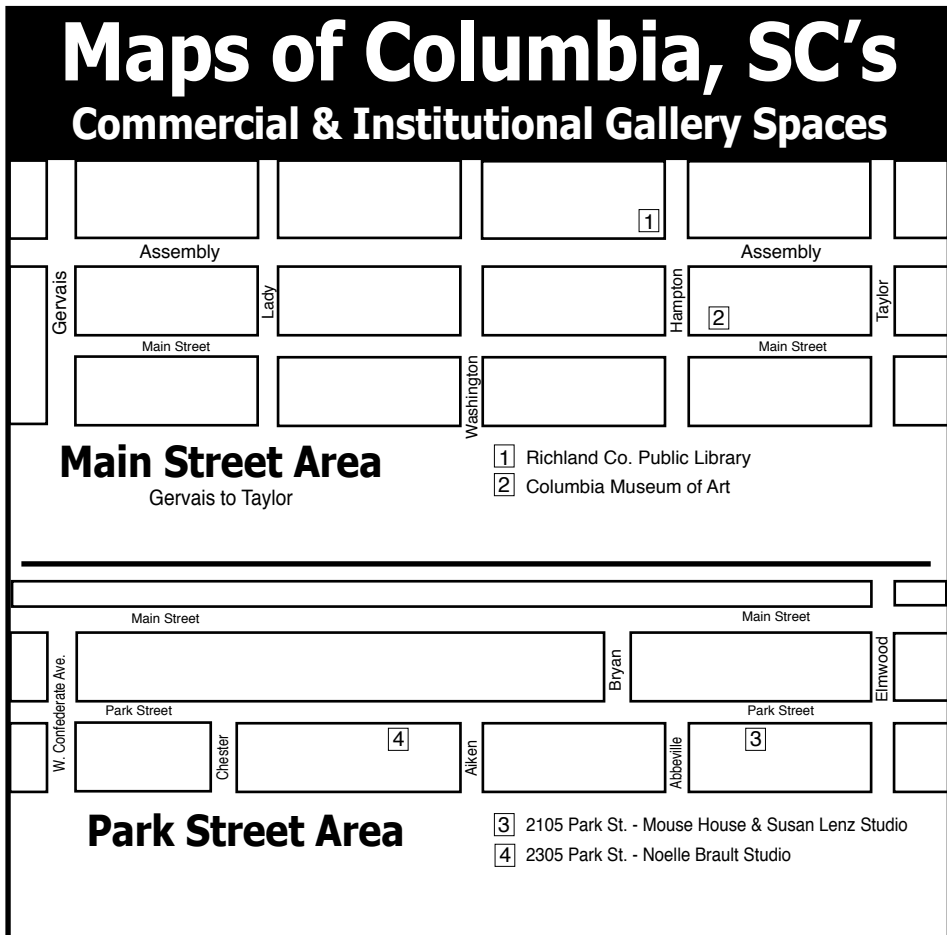 Maps of Columbia, SC's
Commercial & Institutional Gallery Spaces
1
Assembly
Assembly
Gervais
Lady
Hampton
Taylor
2
Main Street
Main Street
Washington
Main Street Area
Gervais to Taylor
1 Richland Co. Public Library
2 Columbia Museum of Art
Main Street
Main Street
W. Confederate Ave.
Bryan
Elmwood
Park Street
Park Street
Chester
4
Aiken
Abbeville
3
Park Street Area
3 2105 Park St. - Mouse House & Susan Lenz Studio
4 2305 Park St. - Noelle Brault Studio